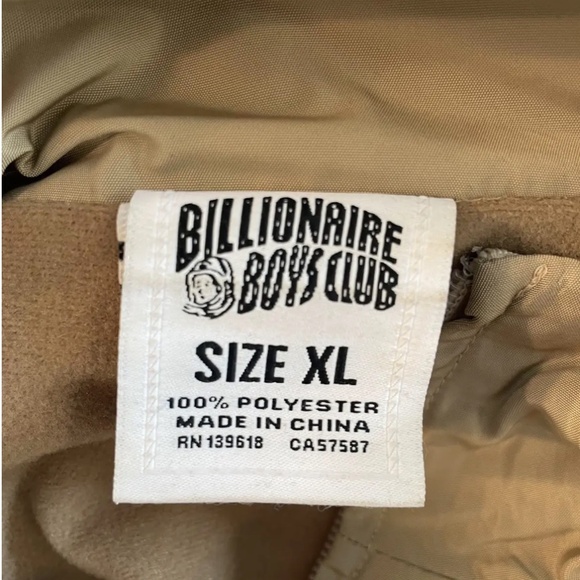 BILLIONAIRE
BOYS CLUB
SIZE XL
100% POLYESTER
MADE IN CHINA
RN 139618 CA57587